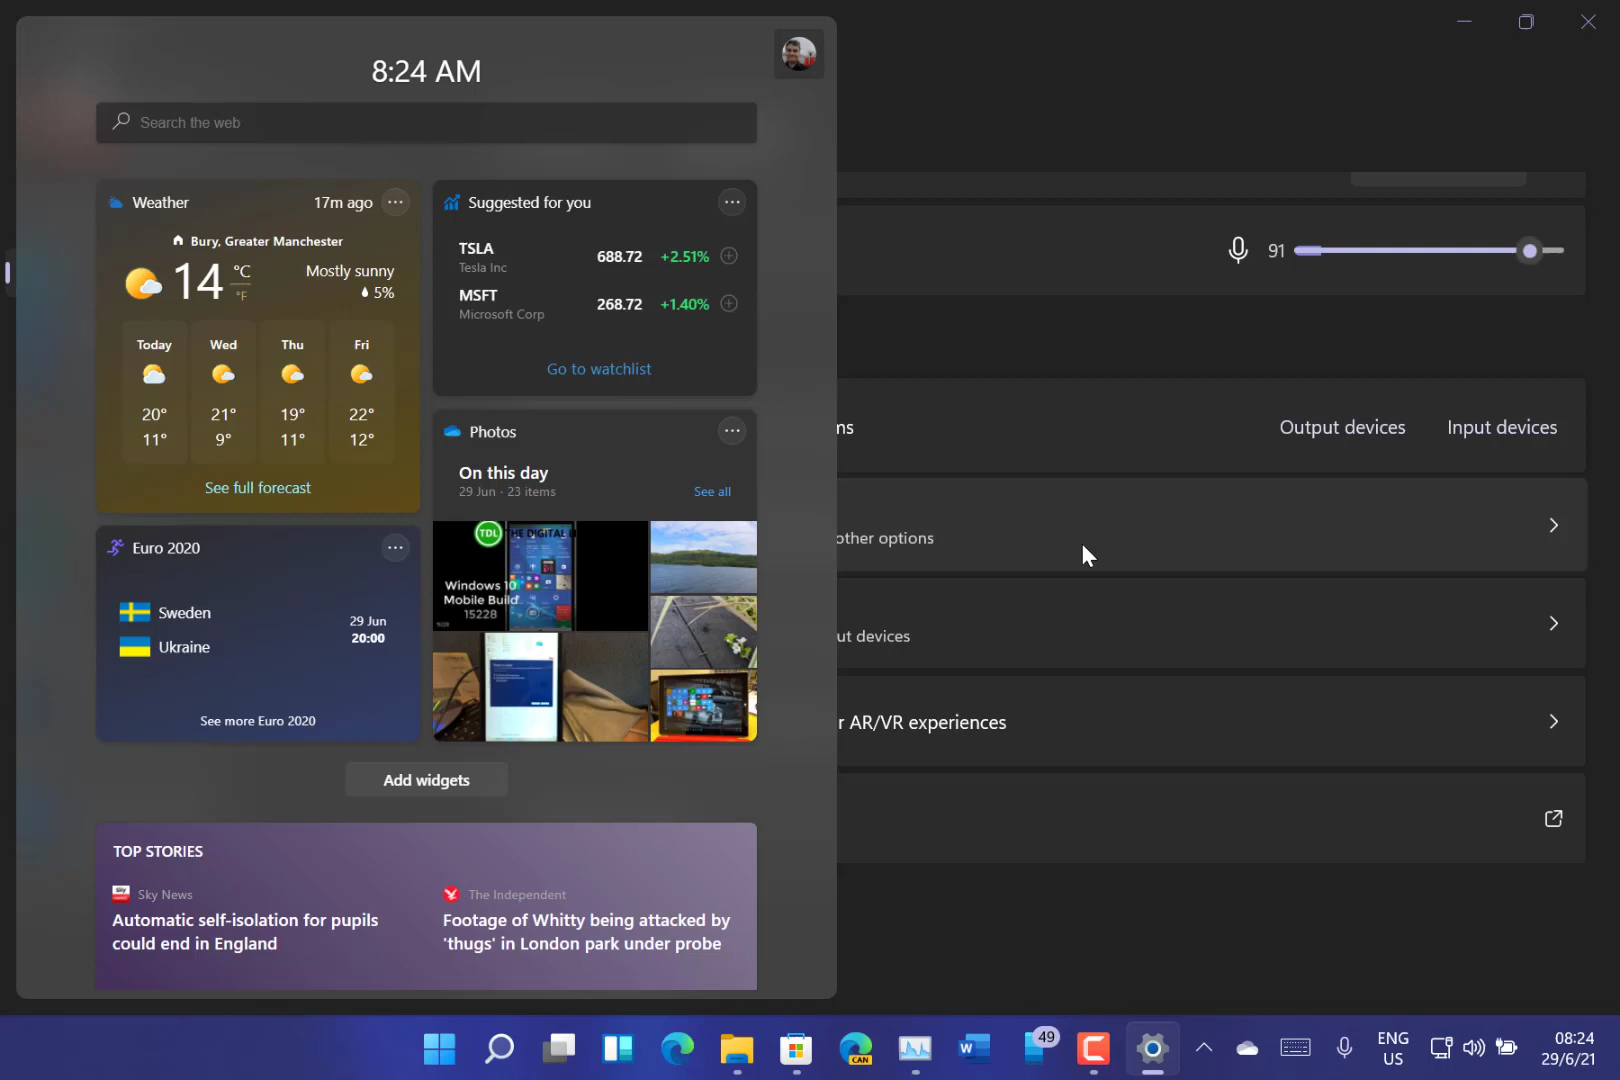 8:24 AM
Search the web
Weather
17m ago
Bury, Greater Manchester
14
°C
°F
Mostly sunny
5%
Today
Wed
Thu
Fri
20°
21°
19°
22°
11°
9°
11°
12°
See full forecast
Suggested for you
TSLA
Tesla Inc
688.72
+2.51%
MSFT
Microsoft Corp
268.72
+1.40%
Go to watchlist
Photos
On this day
29 Jun · 23 items
See all
TDL
THE DIGITAL
Windows 10
Mobile Build
15228
Euro 2020
Sweden
Ukraine
29 Jun
20:00
See more Euro 2020
Add widgets
TOP STORIES
sky
Sky News
Automatic self-isolation for pupils
could end in England
The Independent
Footage of Whitty being attacked by
'thugs' in London park under probe
91
ns
Output devices
Input devices
other options
ut devices
r AR/VR experiences
CAN
W
49
ENG
US
08:24
29/6/21